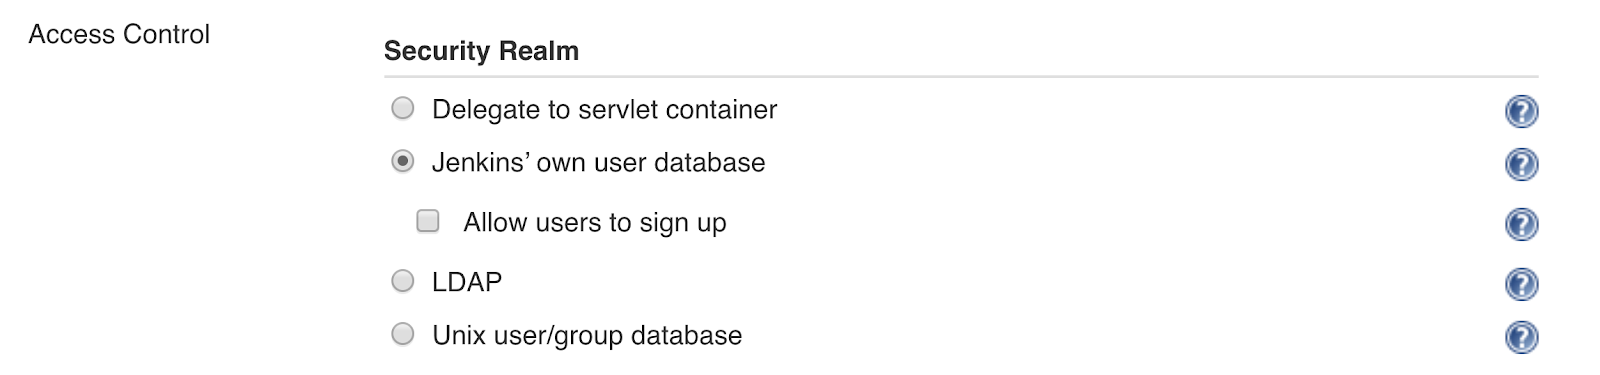 Access Control
Security Realm
Delegate to servlet container
?
Jenkins’ own user database
?
Allow users to sign up
?
LDAP
?
Unix user/group database
?